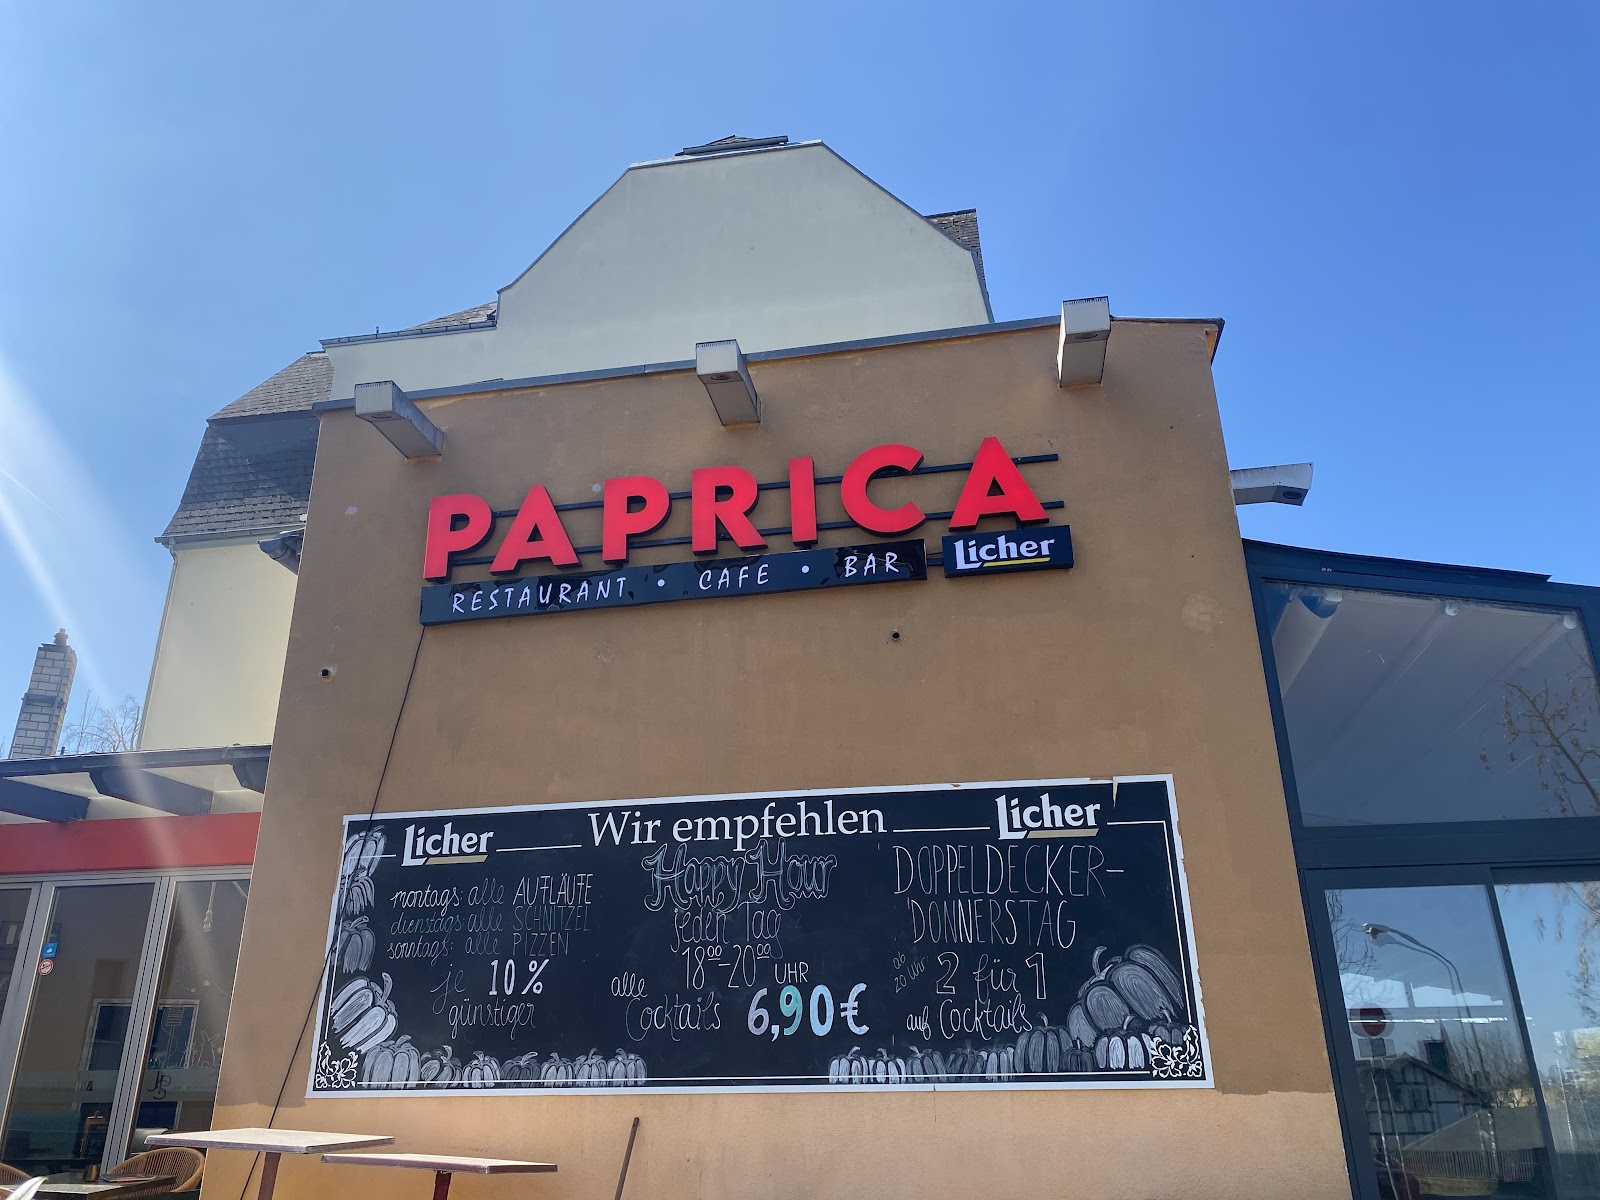 PAPRICA
RESTAURANT • CAFE • BAR
Licher
Licher Wir empfehlen Licher
montags: alle AUFLÄUFE
dienstags: alle SCHNITZEL
sonntags: alle PIZZEN
je 10%
günstiger
Happy Hour
jeden Tag
18⁰⁰-20⁰⁰ UHR
alle
Cocktails 6,90€
DOPPELDECKER-
DONNERSTAG
ab
20 Uhr 2 für 1
auf Cocktails